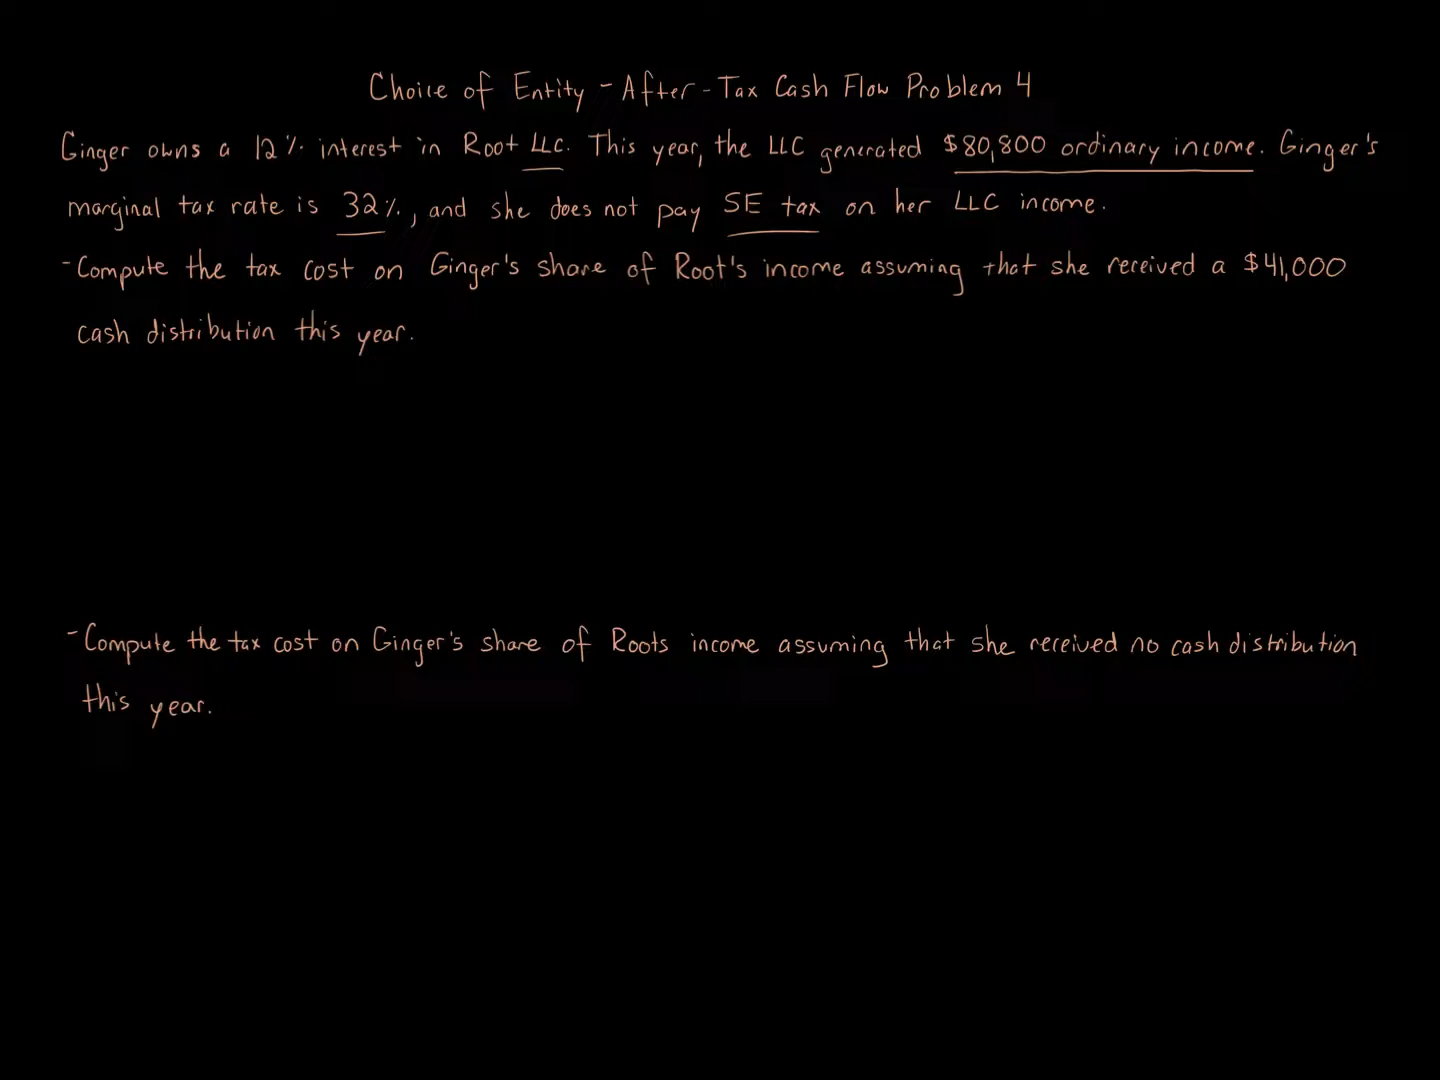 Choice of Entity - After-Tax Cash Flow Problem 4
Ginger owns a 12% interest in Root LLC. This year, the LLC generated $80,800 ordinary income. Ginger's
marginal tax rate is 32%, and she does not pay SE tax on her LLC income.
- Compute the tax cost on Ginger's share of Root's income assuming that she received a $41,000
cash distribution this year.
- Compute the tax cost on Ginger's share of Roots income assuming that she received no cash distribution
this year.